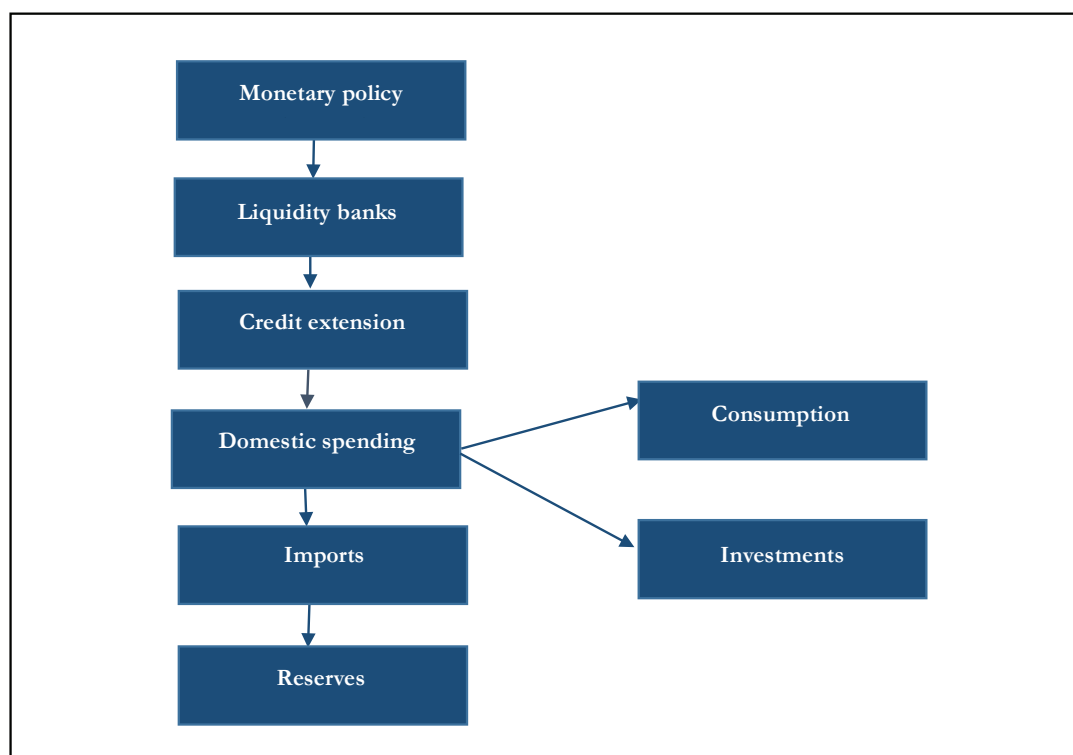 Monetary policy
Liquidity banks
Credit extension
Domestic spending
Consumption
Imports
Investments
Reserves